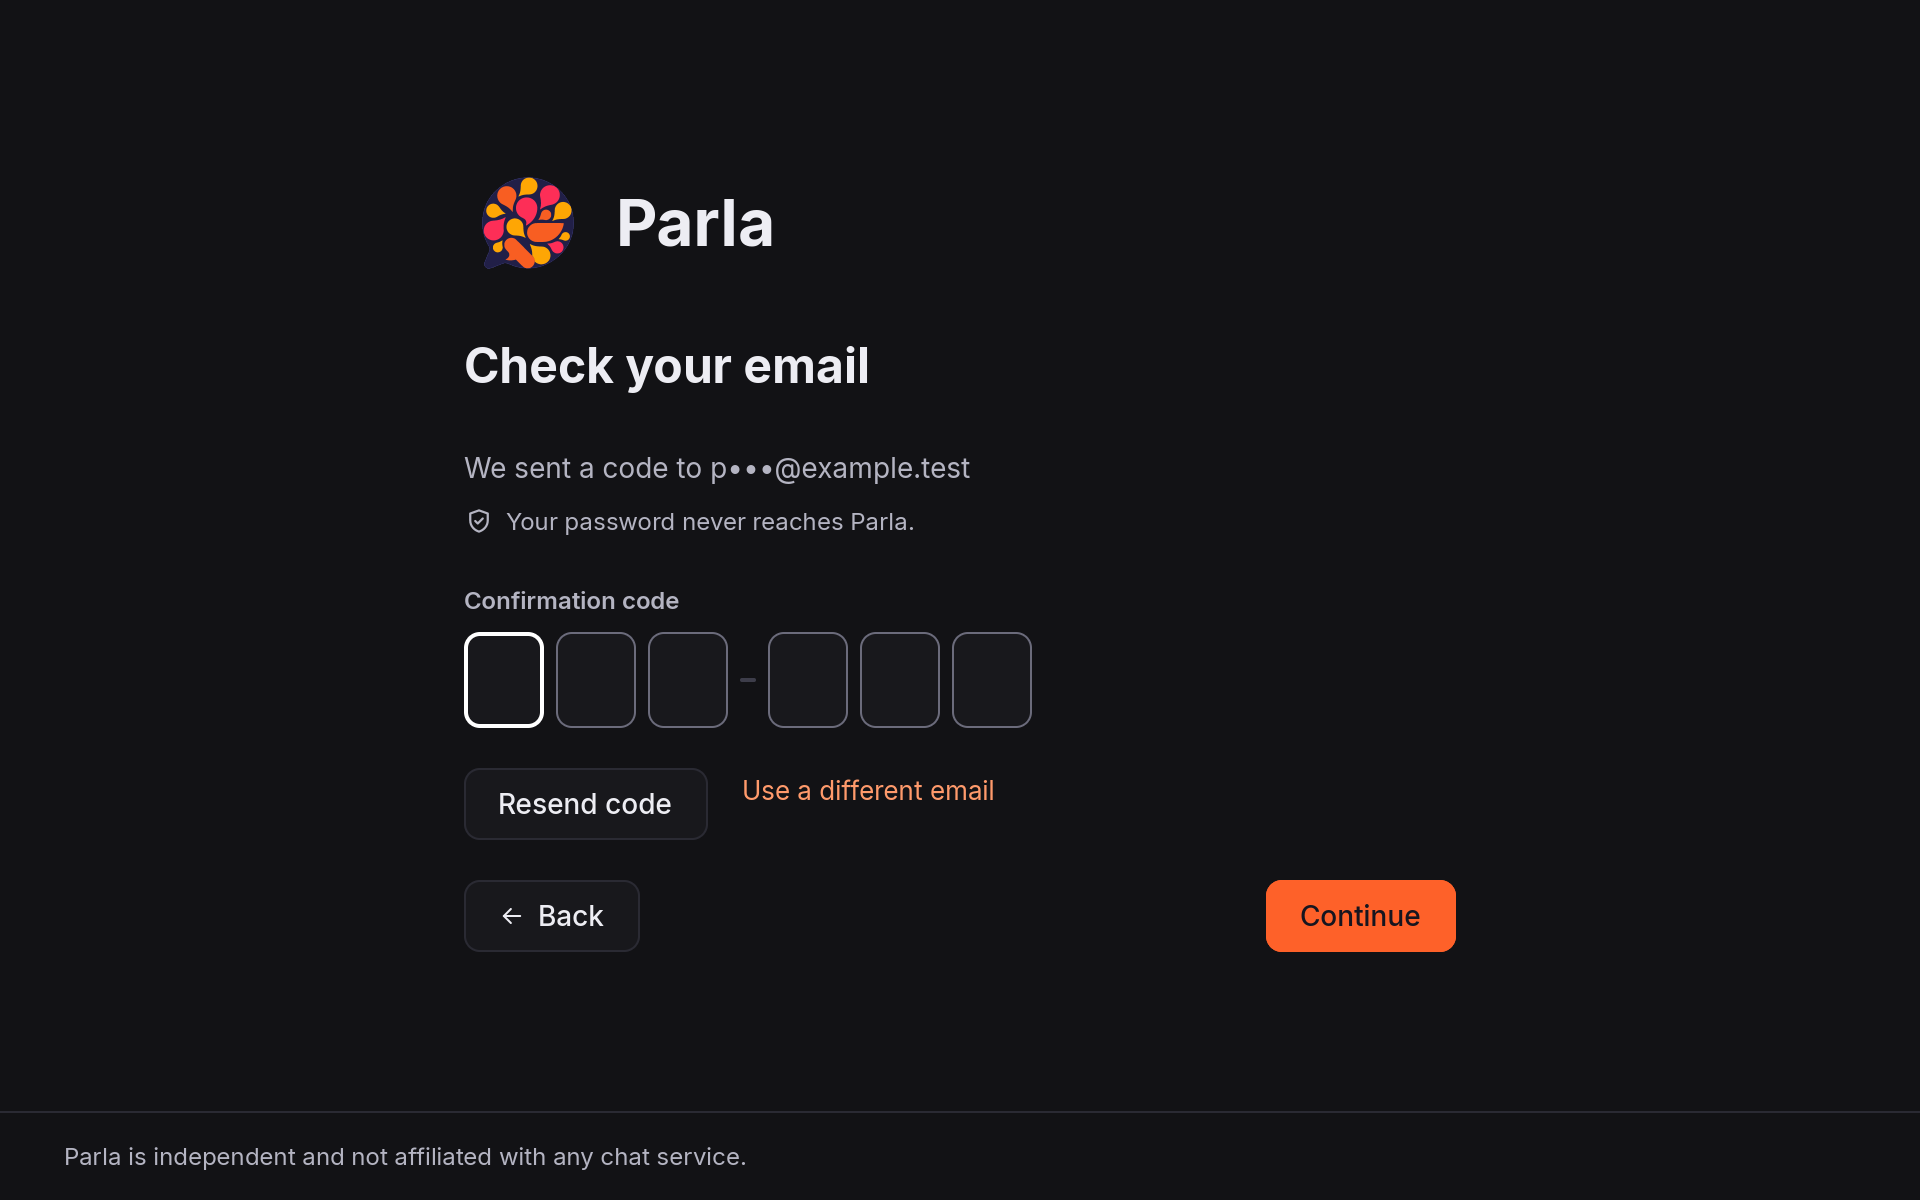 Parla
Check your email
We sent a code to p•••@example.test
Your password never reaches Parla.
Confirmation code
–
Resend code
Use a different email
← Back
Continue
Parla is independent and not affiliated with any chat service.